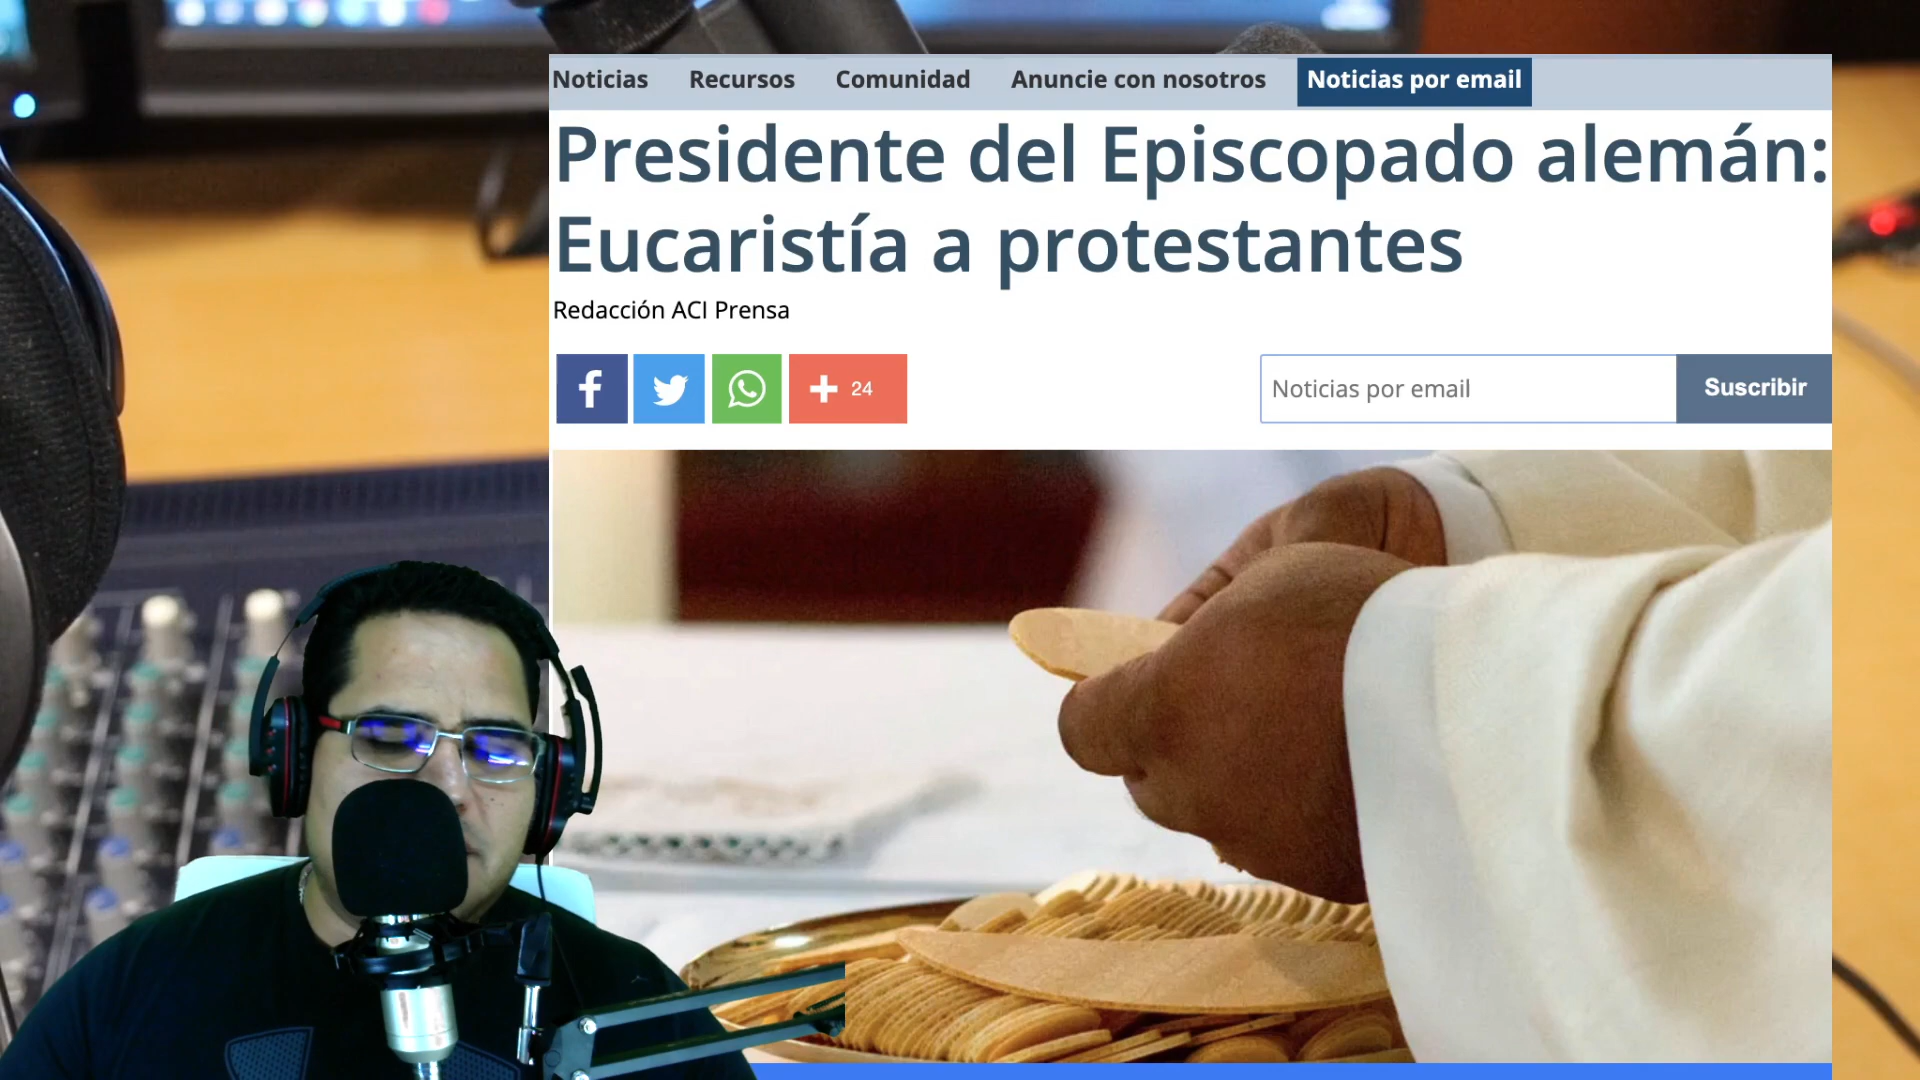 Noticias Recursos Comunidad Anuncie con nosotros Noticias por email
Presidente del Episcopado alemán:
Eucaristía a protestantes
Redacción ACI Prensa
24
Noticias por email Suscribir